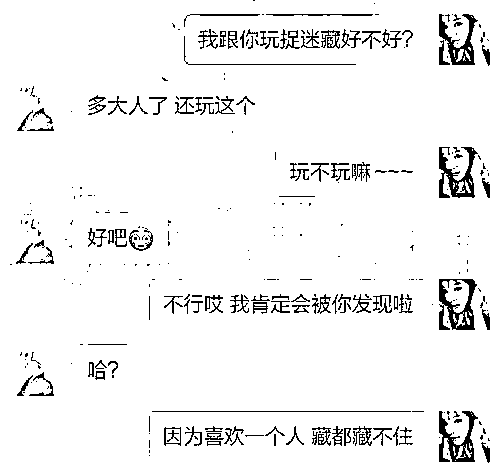 我跟你玩捉迷藏好不好?
多大人了 还玩这个
玩不玩嘛~~~
好吧😳
不行哎 我肯定会被你发现啦
哈?
因为喜欢一个人 藏都藏不住